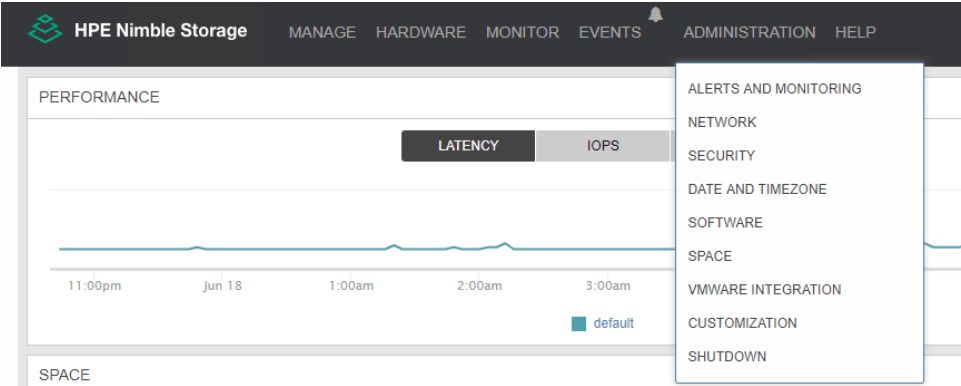 HPE Nimble Storage MANAGE HARDWARE MONITOR EVENTS ADMINISTRATION HELP
PERFORMANCE
LATENCY IOPS
11:00pm Jun 18 1:00am 2:00am 3:00am
default
SPACE
ALERTS AND MONITORING
NETWORK
SECURITY
DATE AND TIMEZONE
SOFTWARE
SPACE
VMWARE INTEGRATION
CUSTOMIZATION
SHUTDOWN